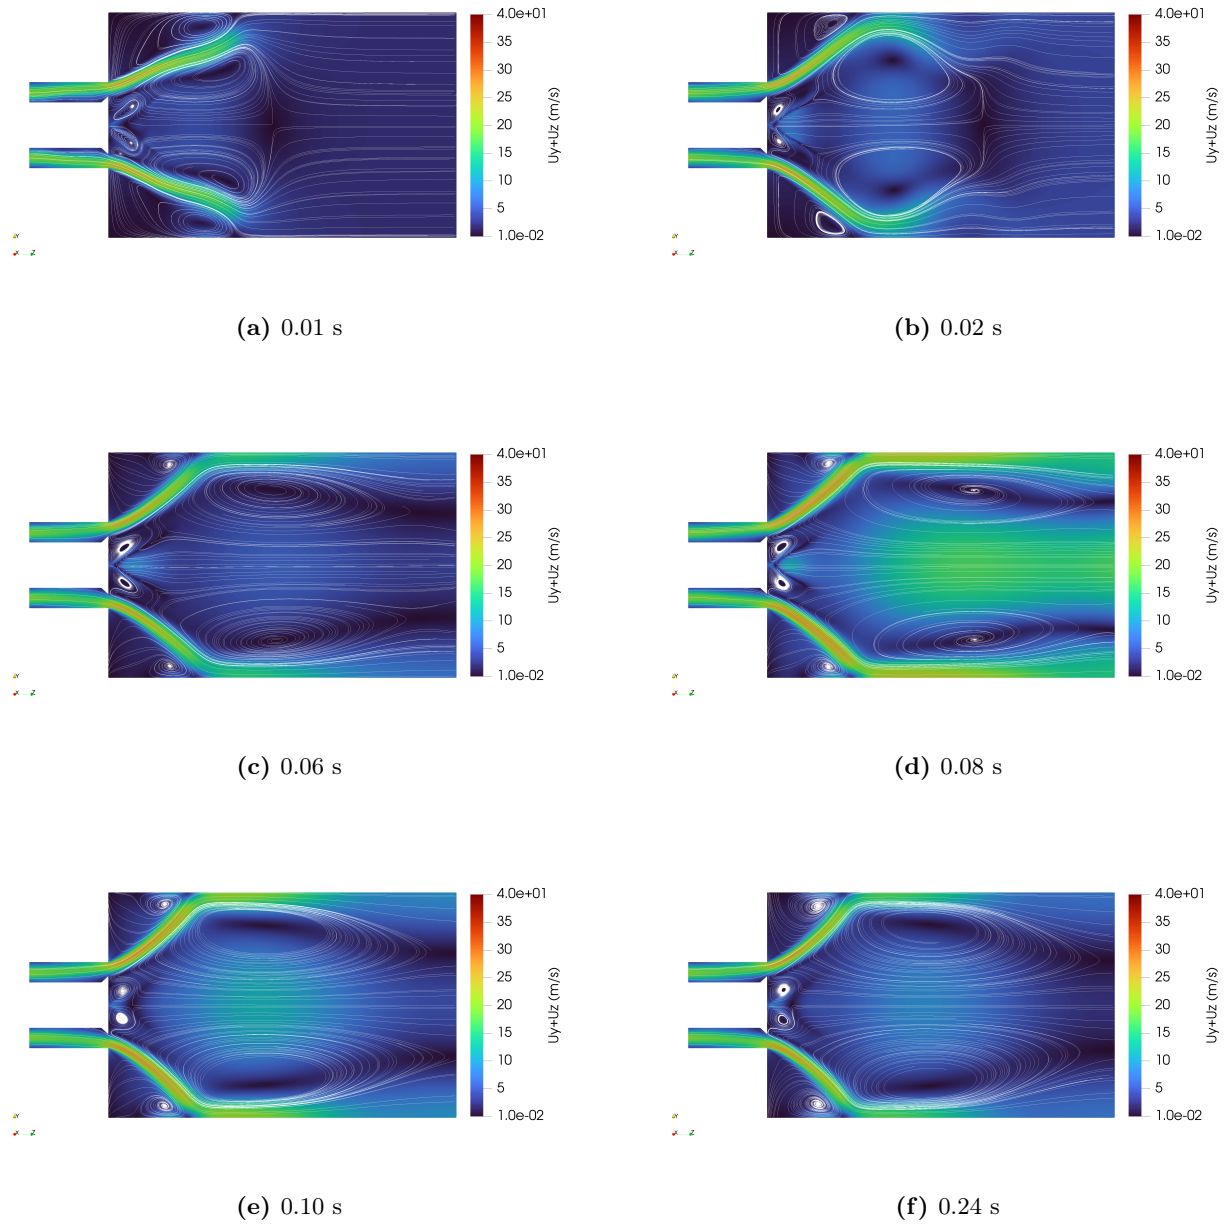 4.0e+01
35
30
25
20
15
10
5
1.0e-02
Uy+Uz (m/s)
Y
X Z
(a) 0.01 s
4.0e+01
35
30
25
20
15
10
5
1.0e-02
Uy+Uz (m/s)
Y
X Z
(b) 0.02 s
4.0e+01
35
30
25
20
15
10
5
1.0e-02
Uy+Uz (m/s)
Y
X Z
(c) 0.06 s
4.0e+01
35
30
25
20
15
10
5
1.0e-02
Uy+Uz (m/s)
Y
X Z
(d) 0.08 s
4.0e+01
35
30
25
20
15
10
5
1.0e-02
Uy+Uz (m/s)
Y
X Z
(e) 0.10 s
4.0e+01
35
30
25
20
15
10
5
1.0e-02
Uy+Uz (m/s)
Y
X Z
(f) 0.24 s